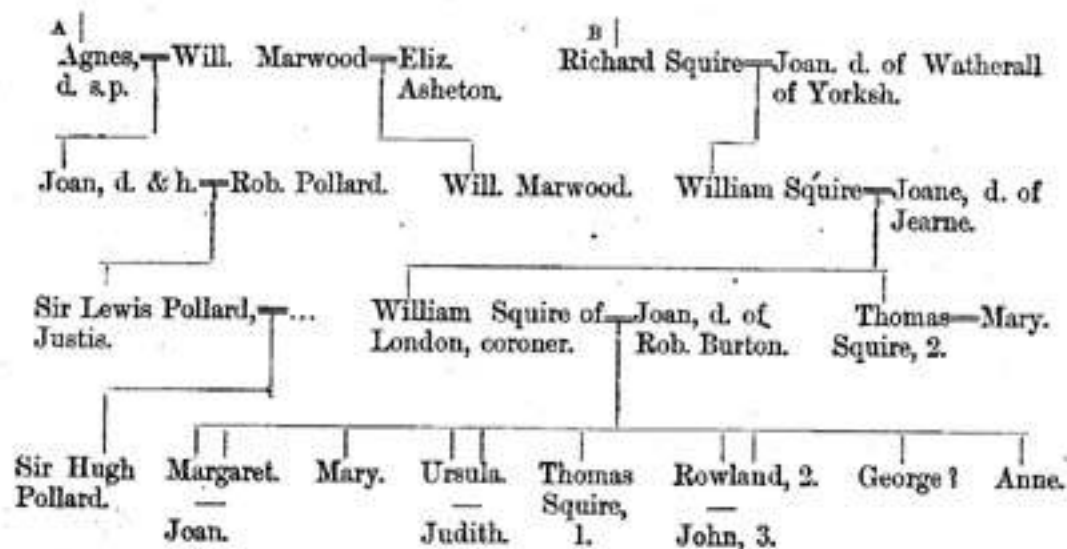 A B
Agnes, Will. Marwood Eliz. Richard Squire Joan. d. of Watherall
d. s.p. Asheton. of Yorksh.
Joan, d. & h. Rob. Pollard. Will. Marwood. William Squire Joane, d. of
Jearne.
Sir Lewis Pollard, ... William Squire of Joan, d. of Thomas Mary.
Justis. London, coroner. Rob. Burton. Squire, 2.
Sir Hugh Margaret. Mary. Ursula. Thomas Rowland, 2. George ? Anne.
Pollard. — — Squire, —
Joan. Judith. 1. John, 3.